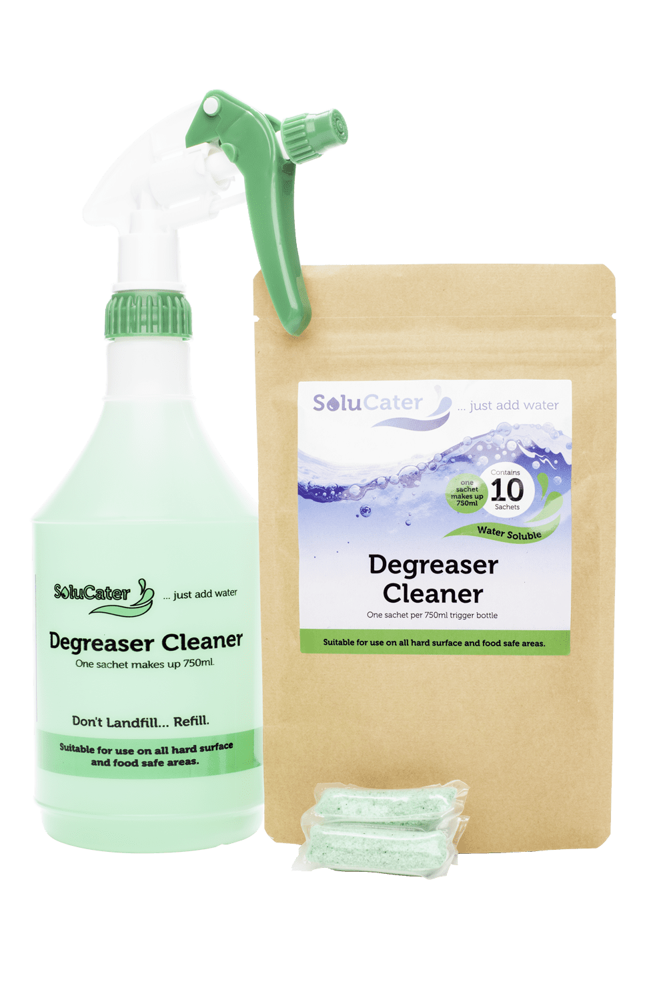 SoluCater ... just add water
Degreaser Cleaner
One sachet makes up 750ml.
Don't Landfill... Refill.
Suitable for use on all hard surface
and food safe areas.
SoluCater ... just add water
one
sachet
makes up
750ml
Contains
10
Sachets
Water Soluble
Degreaser
Cleaner
One sachet per 750ml trigger bottle
Suitable for use on all hard surface and food safe areas.